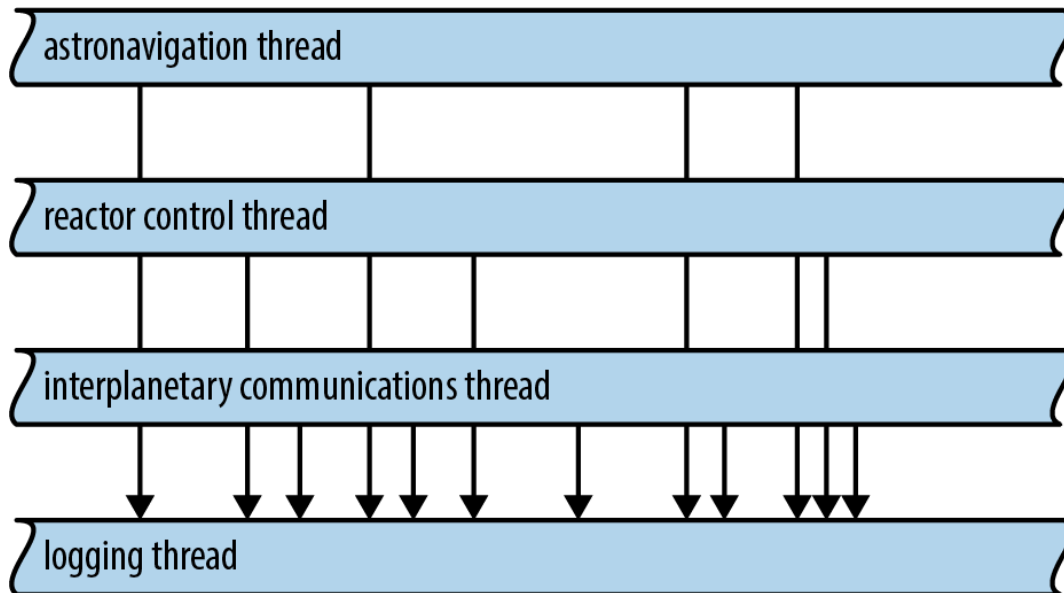 astronavigation thread
reactor control thread
interplanetary communications thread
logging thread